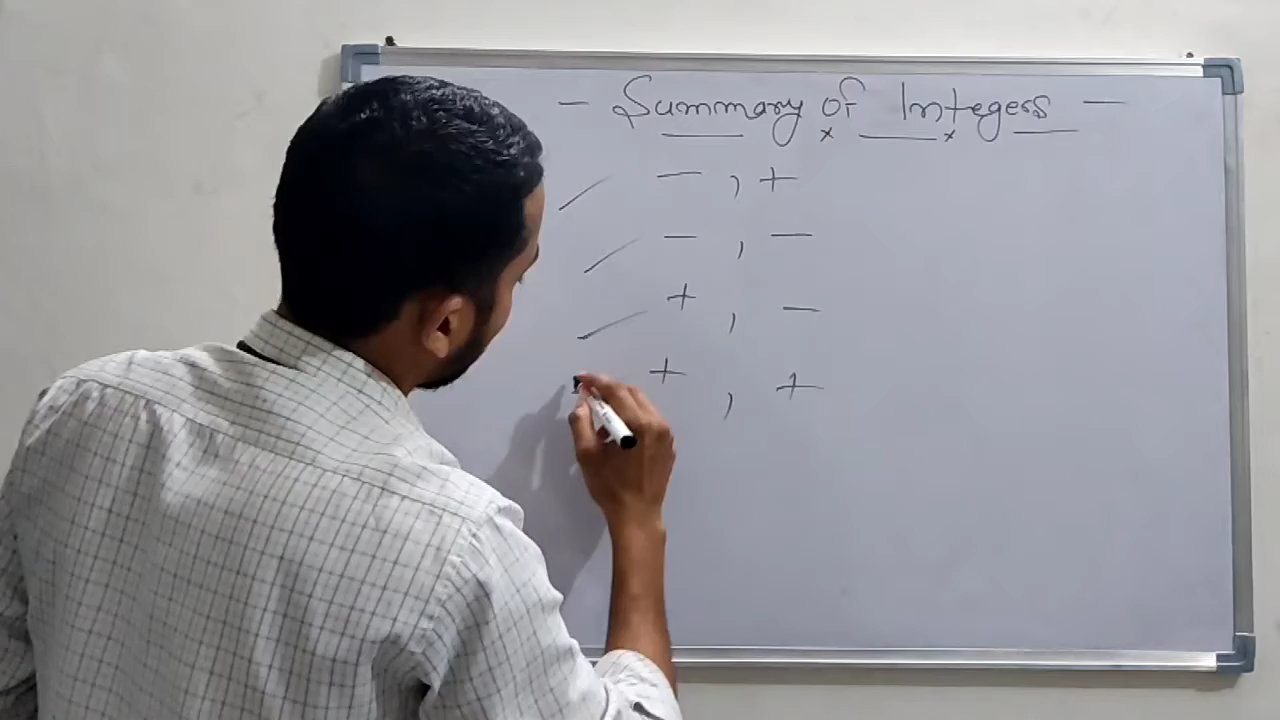 - Summary of Integers -
- , +
- , -
+ , -
+ , +